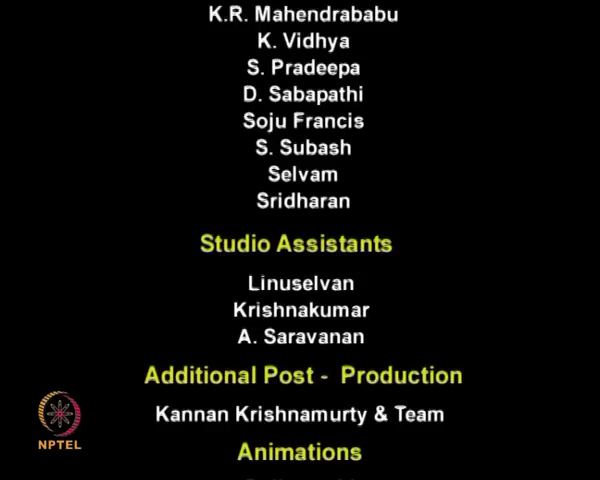 K.R. Mahendrababu
K. Vidhya
S. Pradeepa
D. Sabapathi
Soju Francis
S. Subash
Selvam
Sridharan
Studio Assistants
Linuselvan
Krishnakumar
A. Saravanan
Additional Post - Production
Kannan Krishnamurty & Team
NPTEL
Animations